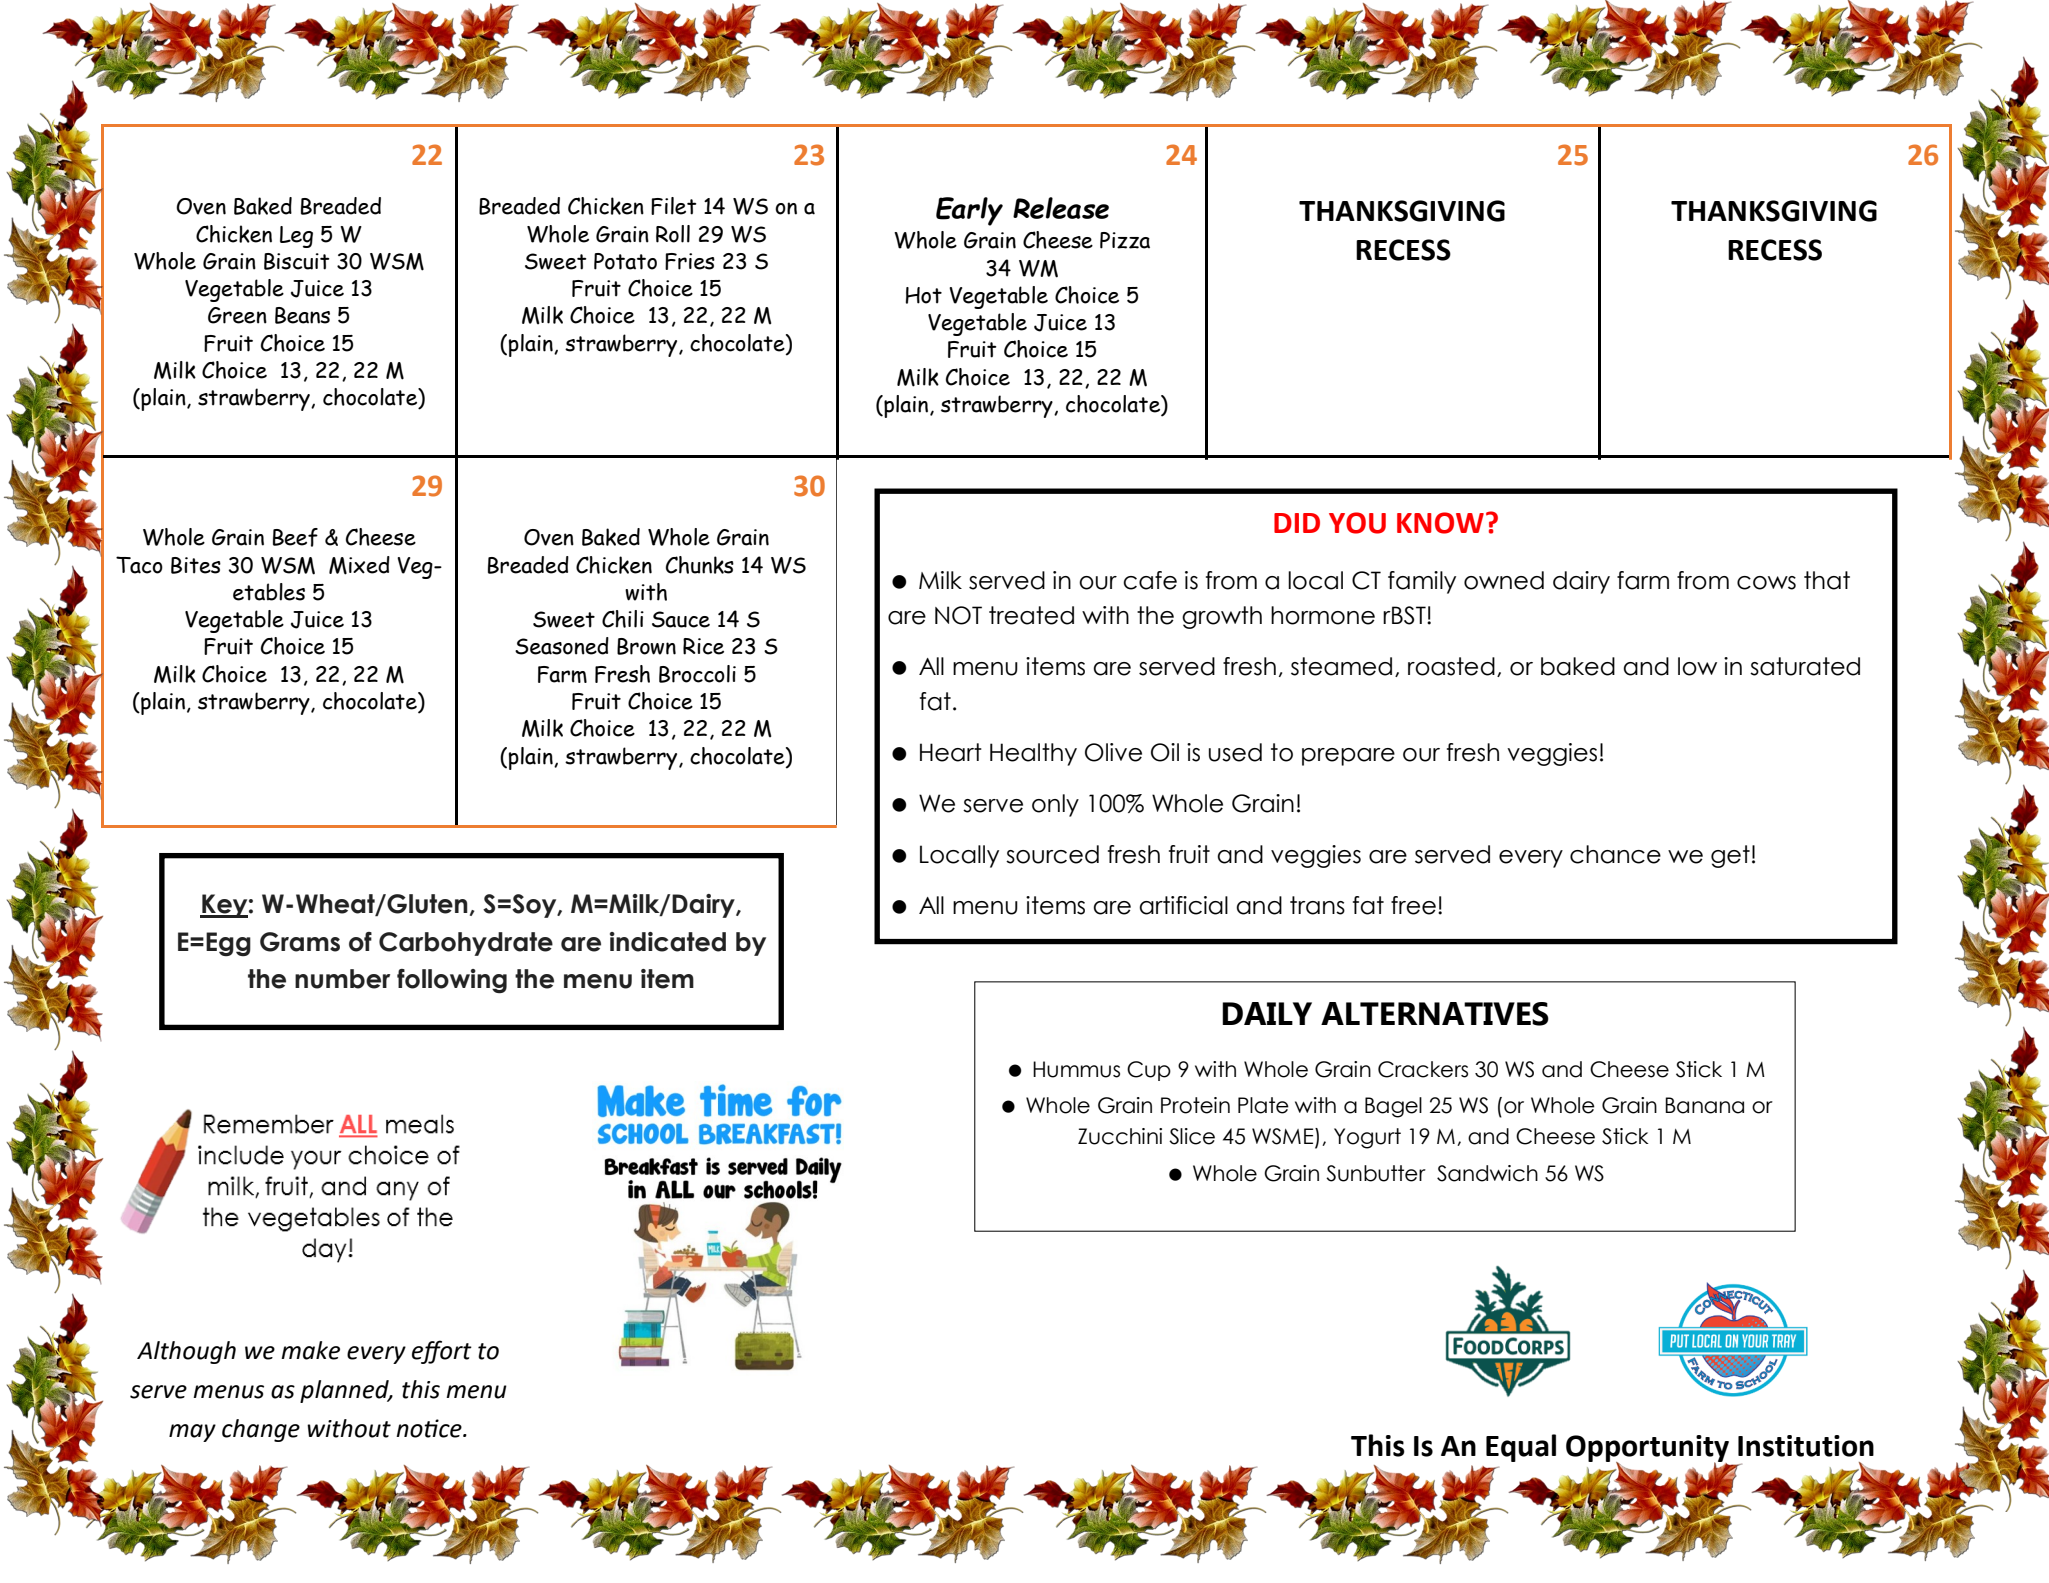 22
Oven Baked Breaded
Chicken Leg 5 W
Whole Grain Biscuit 30 WSM
Vegetable Juice 13
Green Beans 5
Fruit Choice 15
Milk Choice  13, 22, 22 M
(plain, strawberry, chocolate)
23
Breaded Chicken Filet 14 WS on a
Whole Grain Roll 29 WS
Sweet Potato Fries 23 S
Fruit Choice 15
Milk Choice  13, 22, 22 M
(plain, strawberry, chocolate)
24
Early Release
Whole Grain Cheese Pizza
34 WM
Hot Vegetable Choice 5
Vegetable Juice 13
Fruit Choice 15
Milk Choice  13, 22, 22 M
(plain, strawberry, chocolate)
25
THANKSGIVING
RECESS
26
THANKSGIVING
RECESS
29
Whole Grain Beef & Cheese
Taco Bites 30 WSM  Mixed Veg-
etables 5
Vegetable Juice 13
Fruit Choice 15
Milk Choice  13, 22, 22 M
(plain, strawberry, chocolate)
30
Oven Baked Whole Grain
Breaded Chicken  Chunks 14 WS
with
Sweet Chili Sauce 14 S
Seasoned Brown Rice 23 S
Farm Fresh Broccoli 5
Fruit Choice 15
Milk Choice  13, 22, 22 M
(plain, strawberry, chocolate)
DID YOU KNOW?
● Milk served in our cafe is from a local CT family owned dairy farm from cows that
are NOT treated with the growth hormone rBST!
● All menu items are served fresh, steamed, roasted, or baked and low in saturated
fat.
● Heart Healthy Olive Oil is used to prepare our fresh veggies!
● We serve only 100% Whole Grain!
● Locally sourced fresh fruit and veggies are served every chance we get!
● All menu items are artificial and trans fat free!
Key: W-Wheat/Gluten, S=Soy, M=Milk/Dairy,
E=Egg Grams of Carbohydrate are indicated by
the number following the menu item
DAILY ALTERNATIVES
● Hummus Cup 9 with Whole Grain Crackers 30 WS and Cheese Stick 1 M
● Whole Grain Protein Plate with a Bagel 25 WS (or Whole Grain Banana or
Zucchini Slice 45 WSME), Yogurt 19 M, and Cheese Stick 1 M
● Whole Grain Sunbutter  Sandwich 56 WS
Remember ALL meals
include your choice of
milk, fruit, and any of
the vegetables of the
day!
Make time for
SCHOOL BREAKFAST!
Breakfast is served Daily
in ALL our schools!
MILK
Although we make every effort to
serve menus as planned, this menu
may change without notice.
FOODCORPS
CONNECTICUT
PUT LOCAL ON YOUR TRAY
FARM TO SCHOOL
This Is An Equal Opportunity Institution